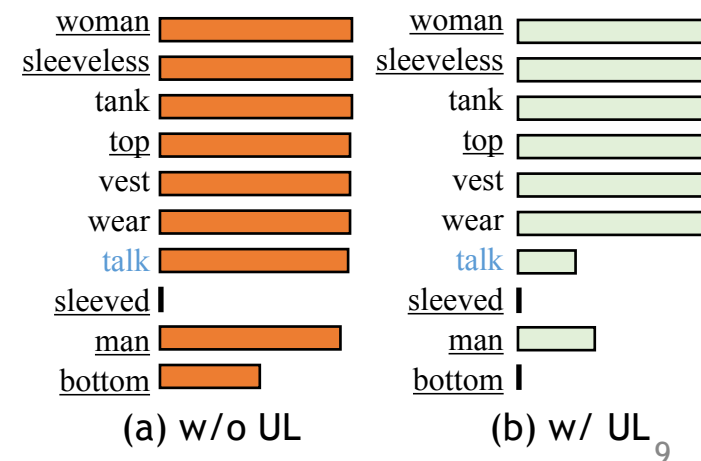 woman
sleeveless
tank
top
vest
wear
talk
sleeved
man
bottom
(a) w/o UL
woman
sleeveless
tank
top
vest
wear
talk
sleeved
man
bottom
(b) w/ UL
9